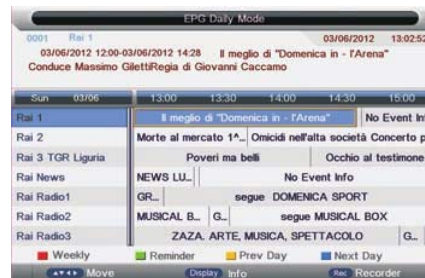 EPG Daily Mode
0001 Rai 1 03/06/2012 13:02:52
03/06/2012 12:00-03/06/2012 14:28 Il meglio di "Domenica in - l'Arena"
Conduce Massimo GilettiRegia di Giovanni Caccamo
Sun 03/06 13:00 13:30 14:00 14:30 15:00
Rai 1 Il meglio di "Domenica in - l'Arena" No Event In
Rai 2 Morte al mercato 1^... Omicidi nell'alta società Concerto p
Rai 3 TGR Liguria Poveri ma belli Occhio al testimone
Rai News NEWS LU... No Event Info
Rai Radio1 GR... segue DOMENICA SPORT
Rai Radio2 MUSICAL B... G... segue MUSICAL BOX
Rai Radio3 ZAZA. ARTE, MUSICA, SPETTACOLO G...
Weekly Reminder Prev Day Next Day
Move Display Info Rec Recorder